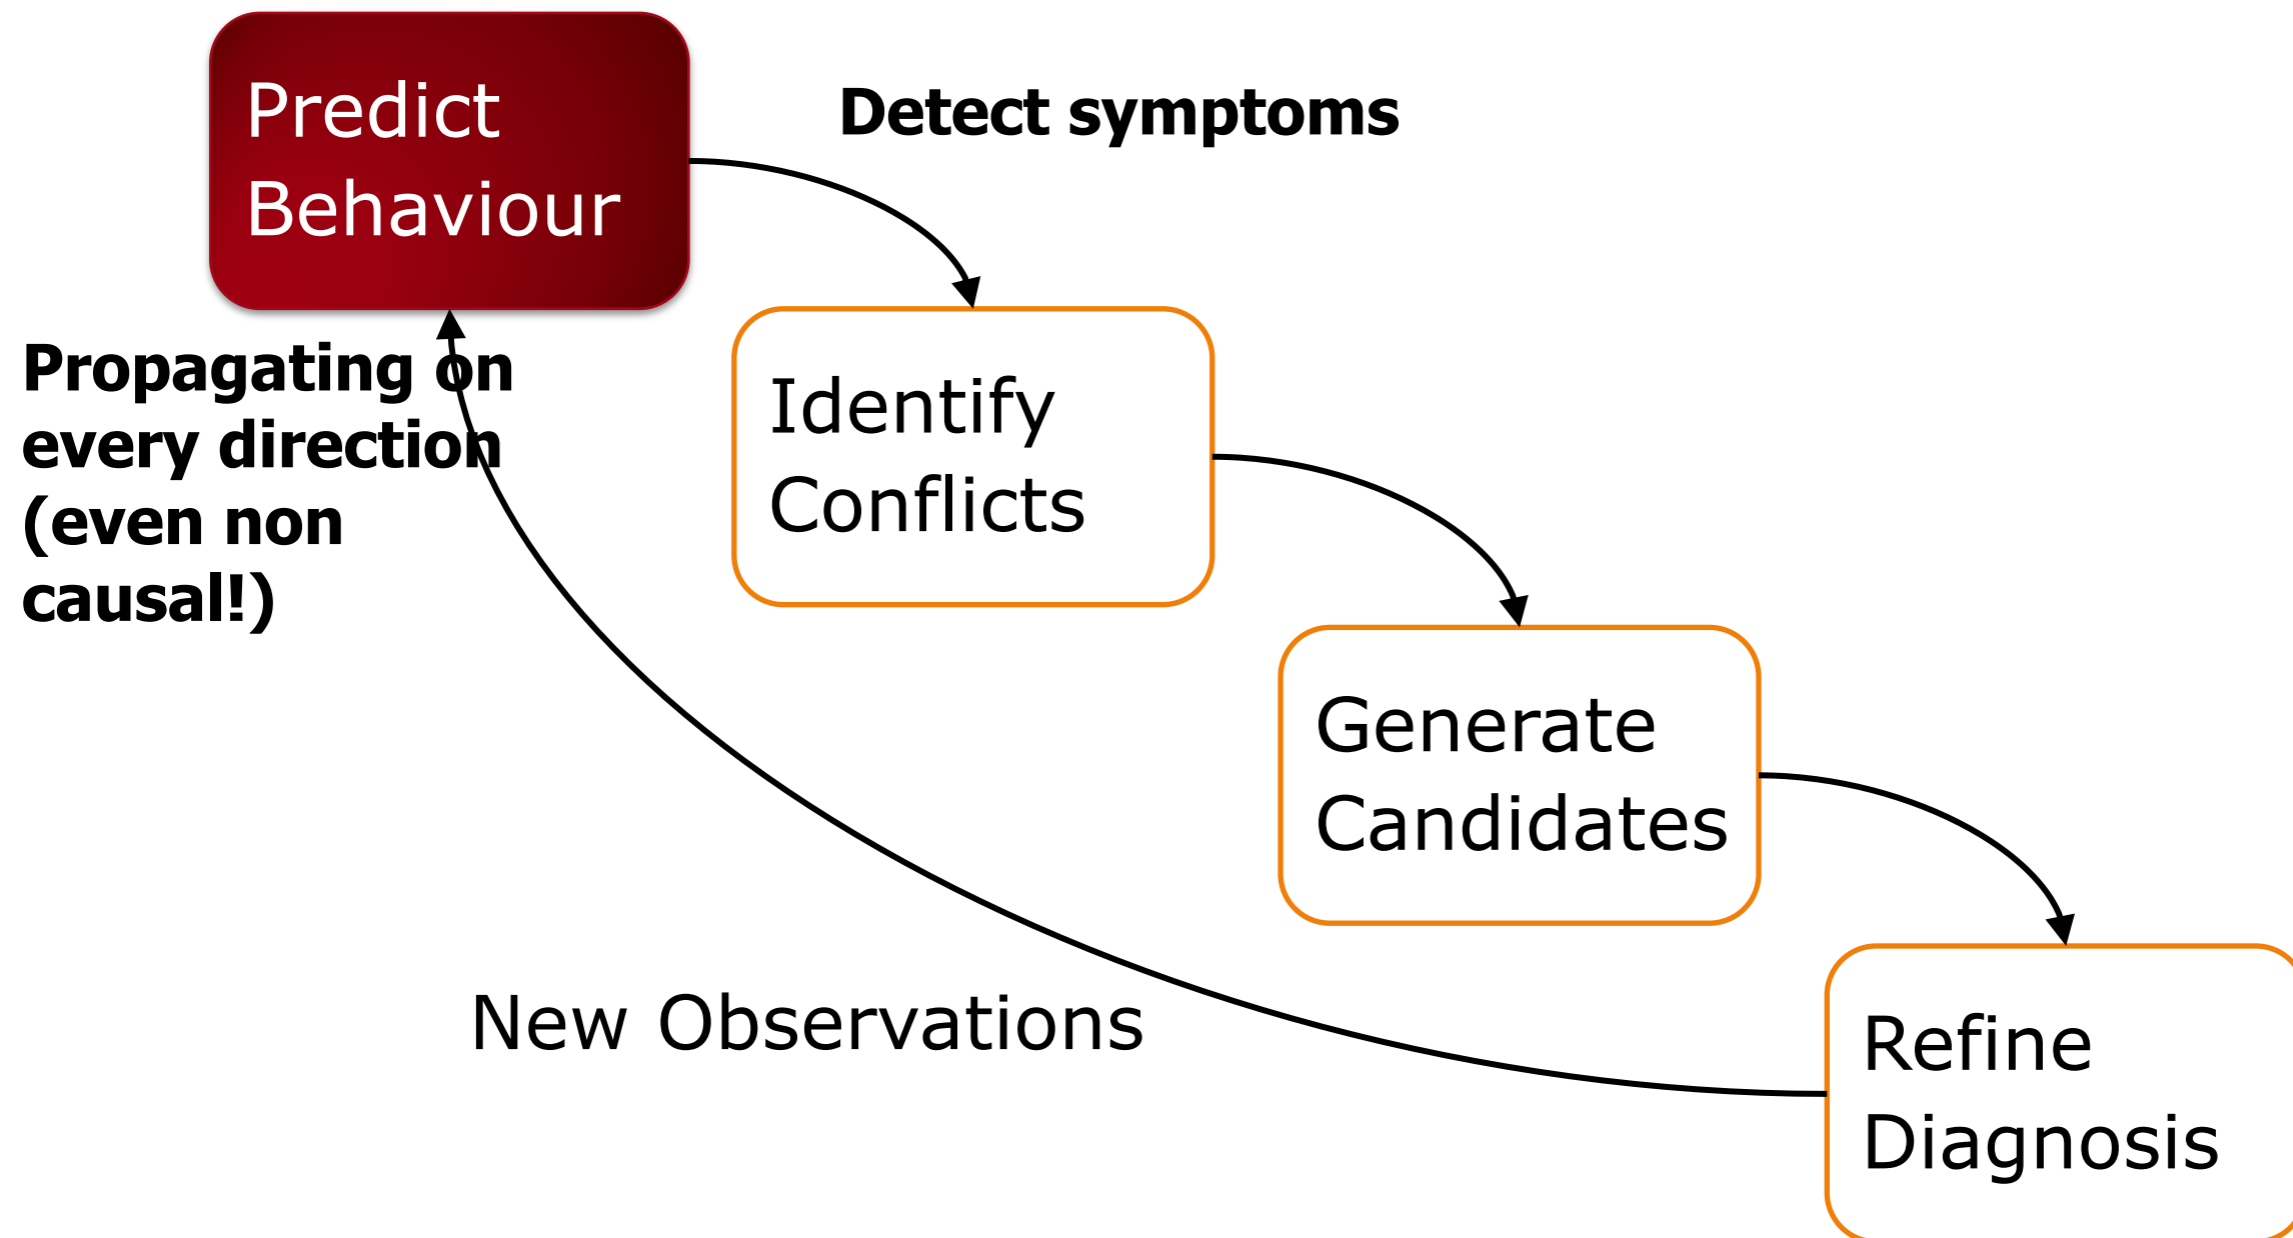 Predict
Behaviour
Detect symptoms
Propagating on
every direction
(even non
causal!)
Identify
Conflicts
Generate
Candidates
New Observations
Refine
Diagnosis